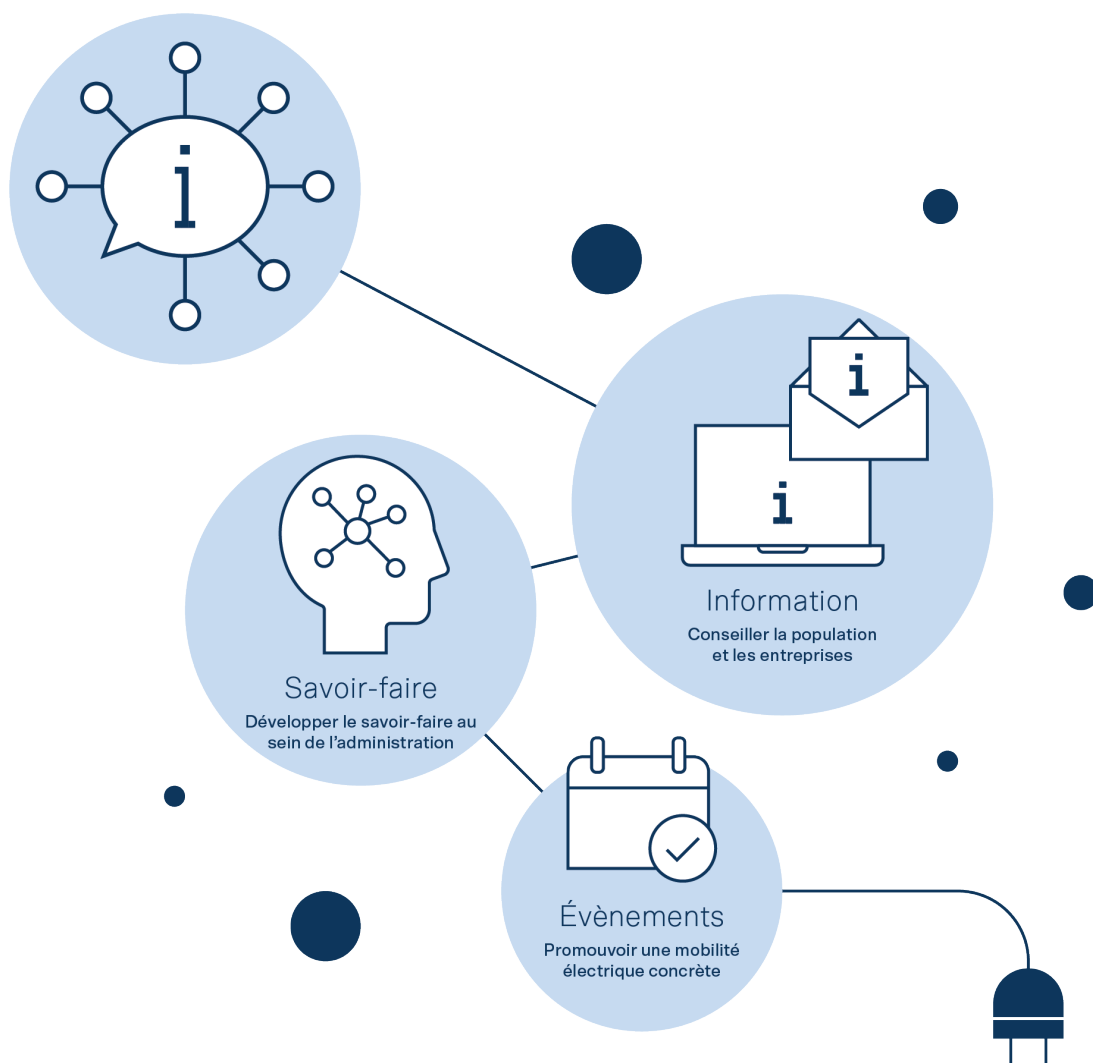 i
i
i
Information
Conseiller la population
et les entreprises
Savoir-faire
Développer le savoir-faire au
sein de l'administration
Évènements
Promouvoir une mobilité
électrique concrète